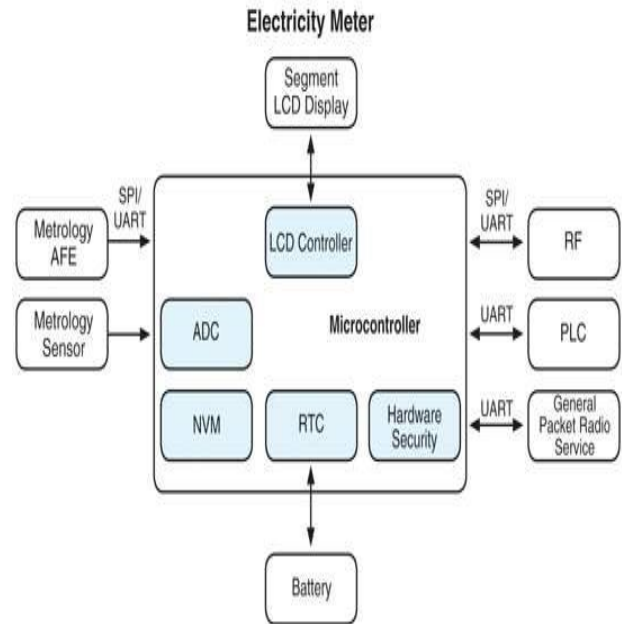 Electricity Meter
Segment
LCD Display
SPI/
UART
Metrology
AFE
LCD Controller
SPI/
UART
RF
Metrology
Sensor
ADC
Microcontroller
UART
PLC
NVM
RTC
Hardware
Security
UART
General
Packet Radio
Service
Battery